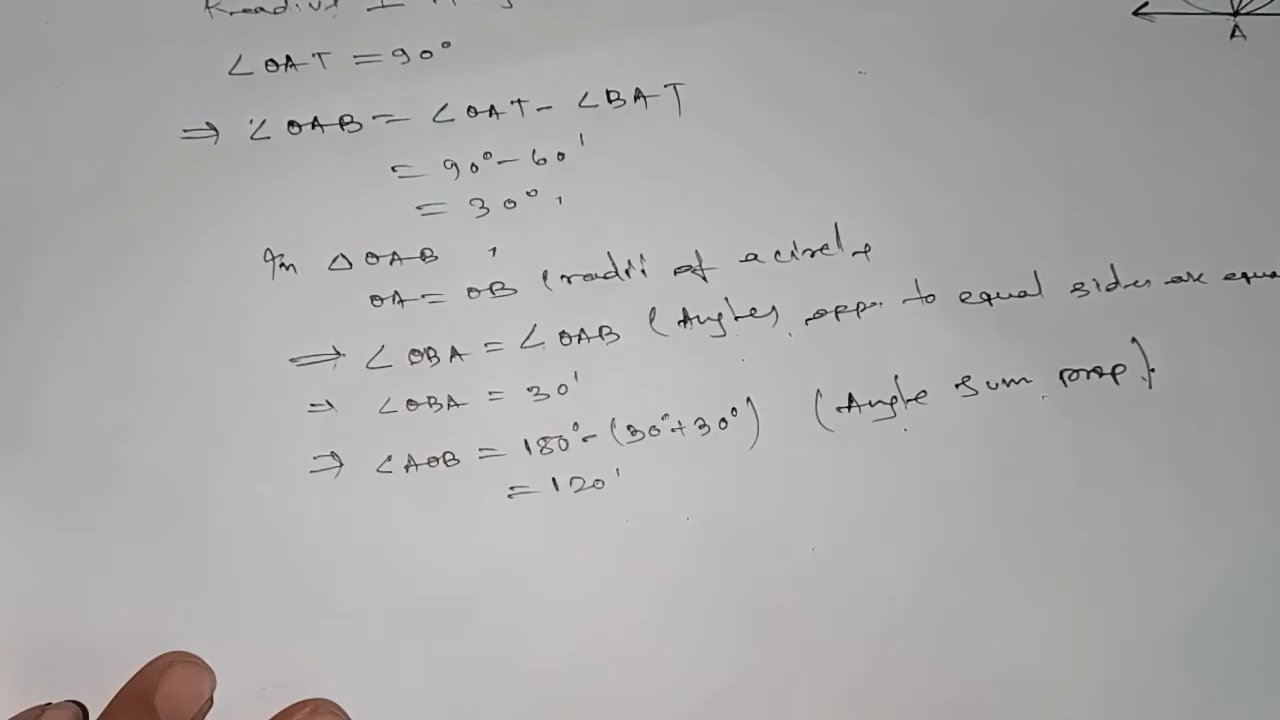 ∠OAT = 90°
A
⇒ ∠OAB = ∠OAT - ∠BAT
= 90° - 60'
= 30°.
In △OAB ,
OA = OB (radii of a circle
⇒ ∠OBA = ∠OAB (Angles oppo. to equal sides are equa
⇒ ∠OBA = 30'
⇒ ∠AOB = 180° - (30° + 30°) (Angle Sum prop).
= 120'